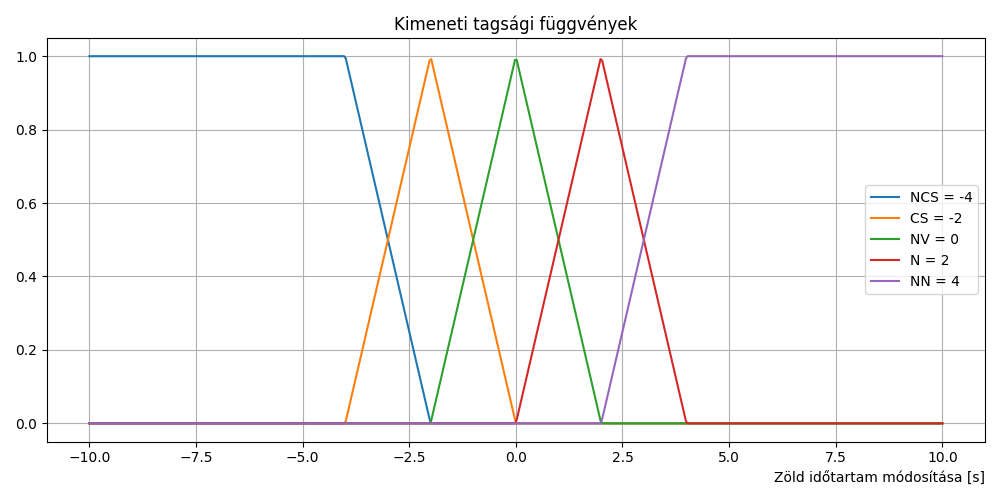 Kimeneti tagsági függvények
1.0
0.8
0.6
0.4
0.2
0.0
NCS = -4
CS = -2
NV = 0
N = 2
NN = 4
−10.0 −7.5 −5.0 −2.5 0.0 2.5 5.0 7.5 10.0
Zöld időtartam módosítása [s]